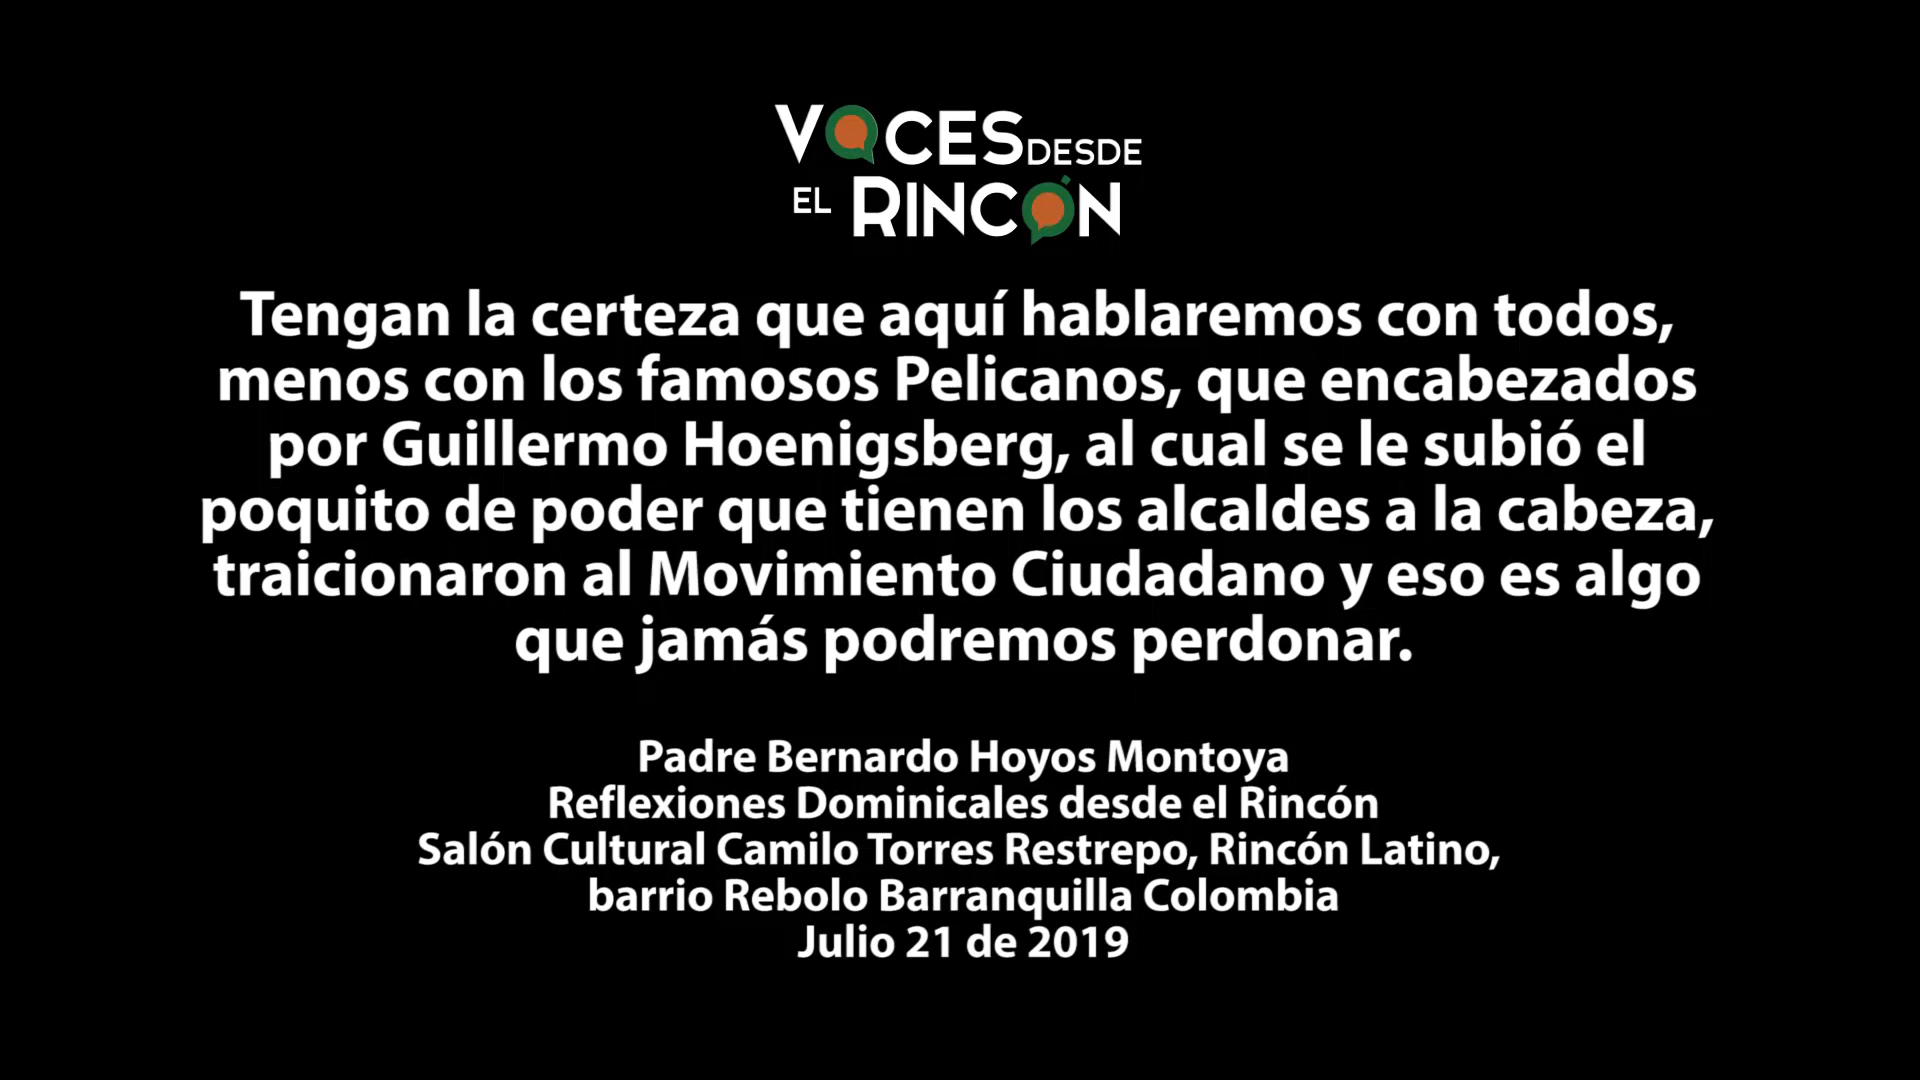 VOCES DESDE
EL RINCÓN
Tengan la certeza que aquí hablaremos con todos,
menos con los famosos Pelicanos, que encabezados
por Guillermo Hoenigsberg, al cual se le subió el
poquito de poder que tienen los alcaldes a la cabeza,
traicionaron al Movimiento Ciudadano y eso es algo
que jamás podremos perdonar.
Padre Bernardo Hoyos Montoya
Reflexiones Dominicales desde el Rincón
Salón Cultural Camilo Torres Restrepo, Rincón Latino,
barrio Rebolo Barranquilla Colombia
Julio 21 de 2019